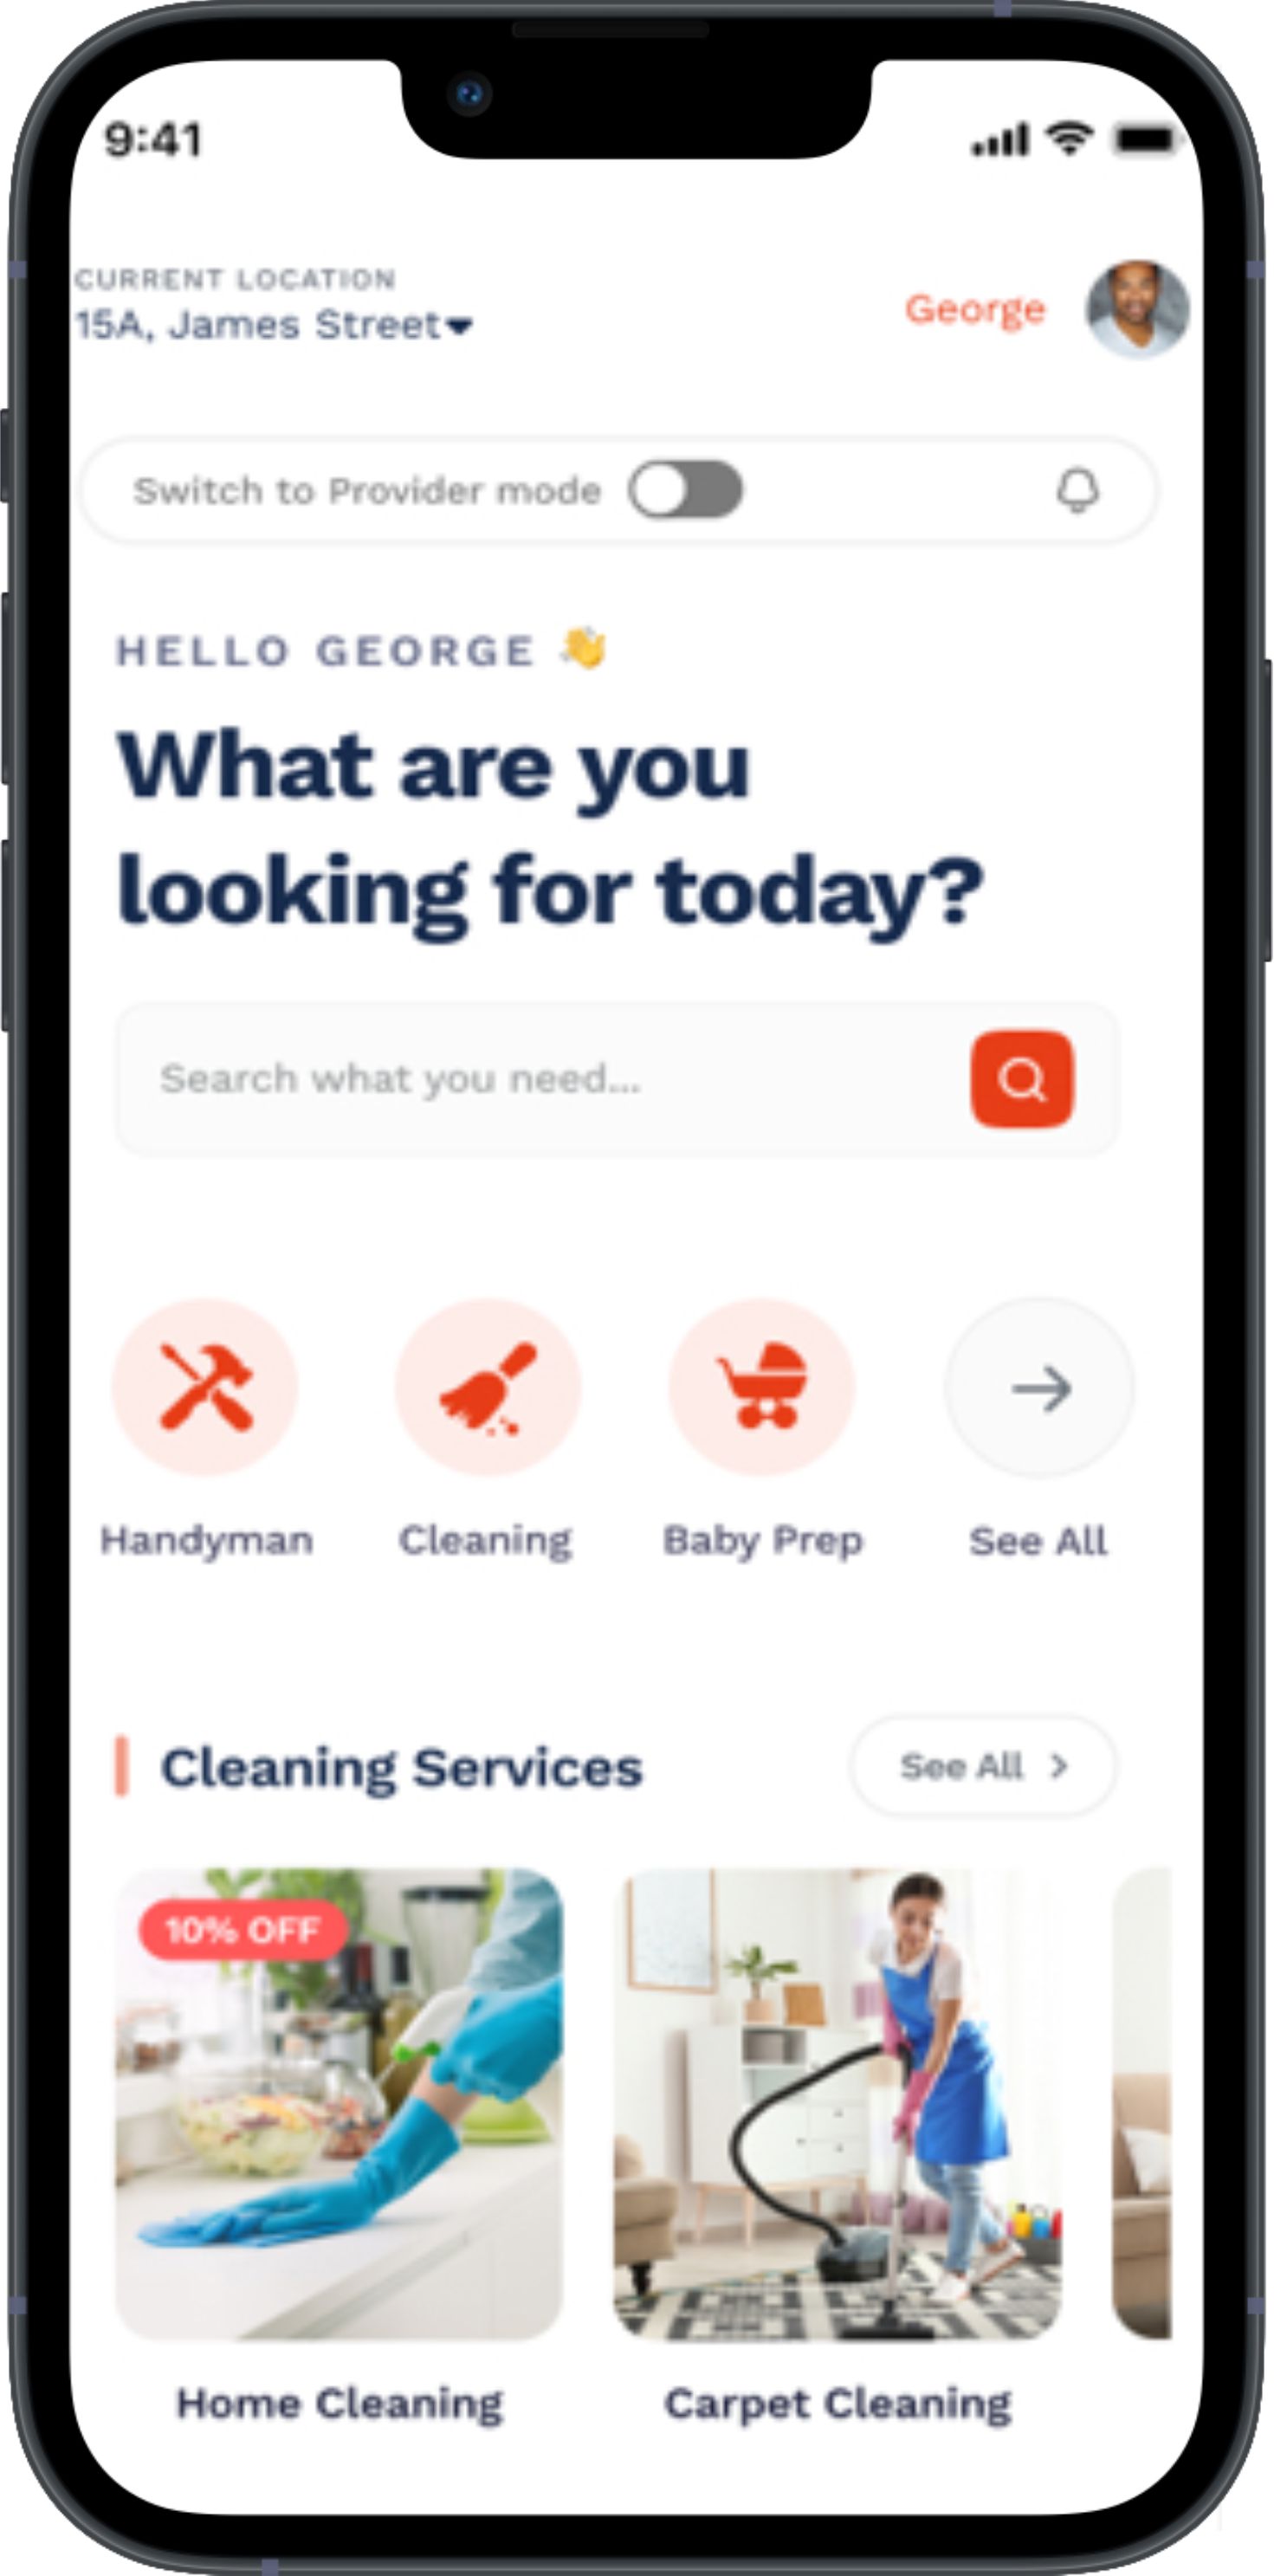 9:41
CURRENT LOCATION
15A, James Street
George
Switch to Provider mode
HELLO GEORGE 👋
What are you
looking for today?
Search what you need...
Handyman
Cleaning
Baby Prep
See All
Cleaning Services
See All >
10% OFF
Home Cleaning
Carpet Cleaning